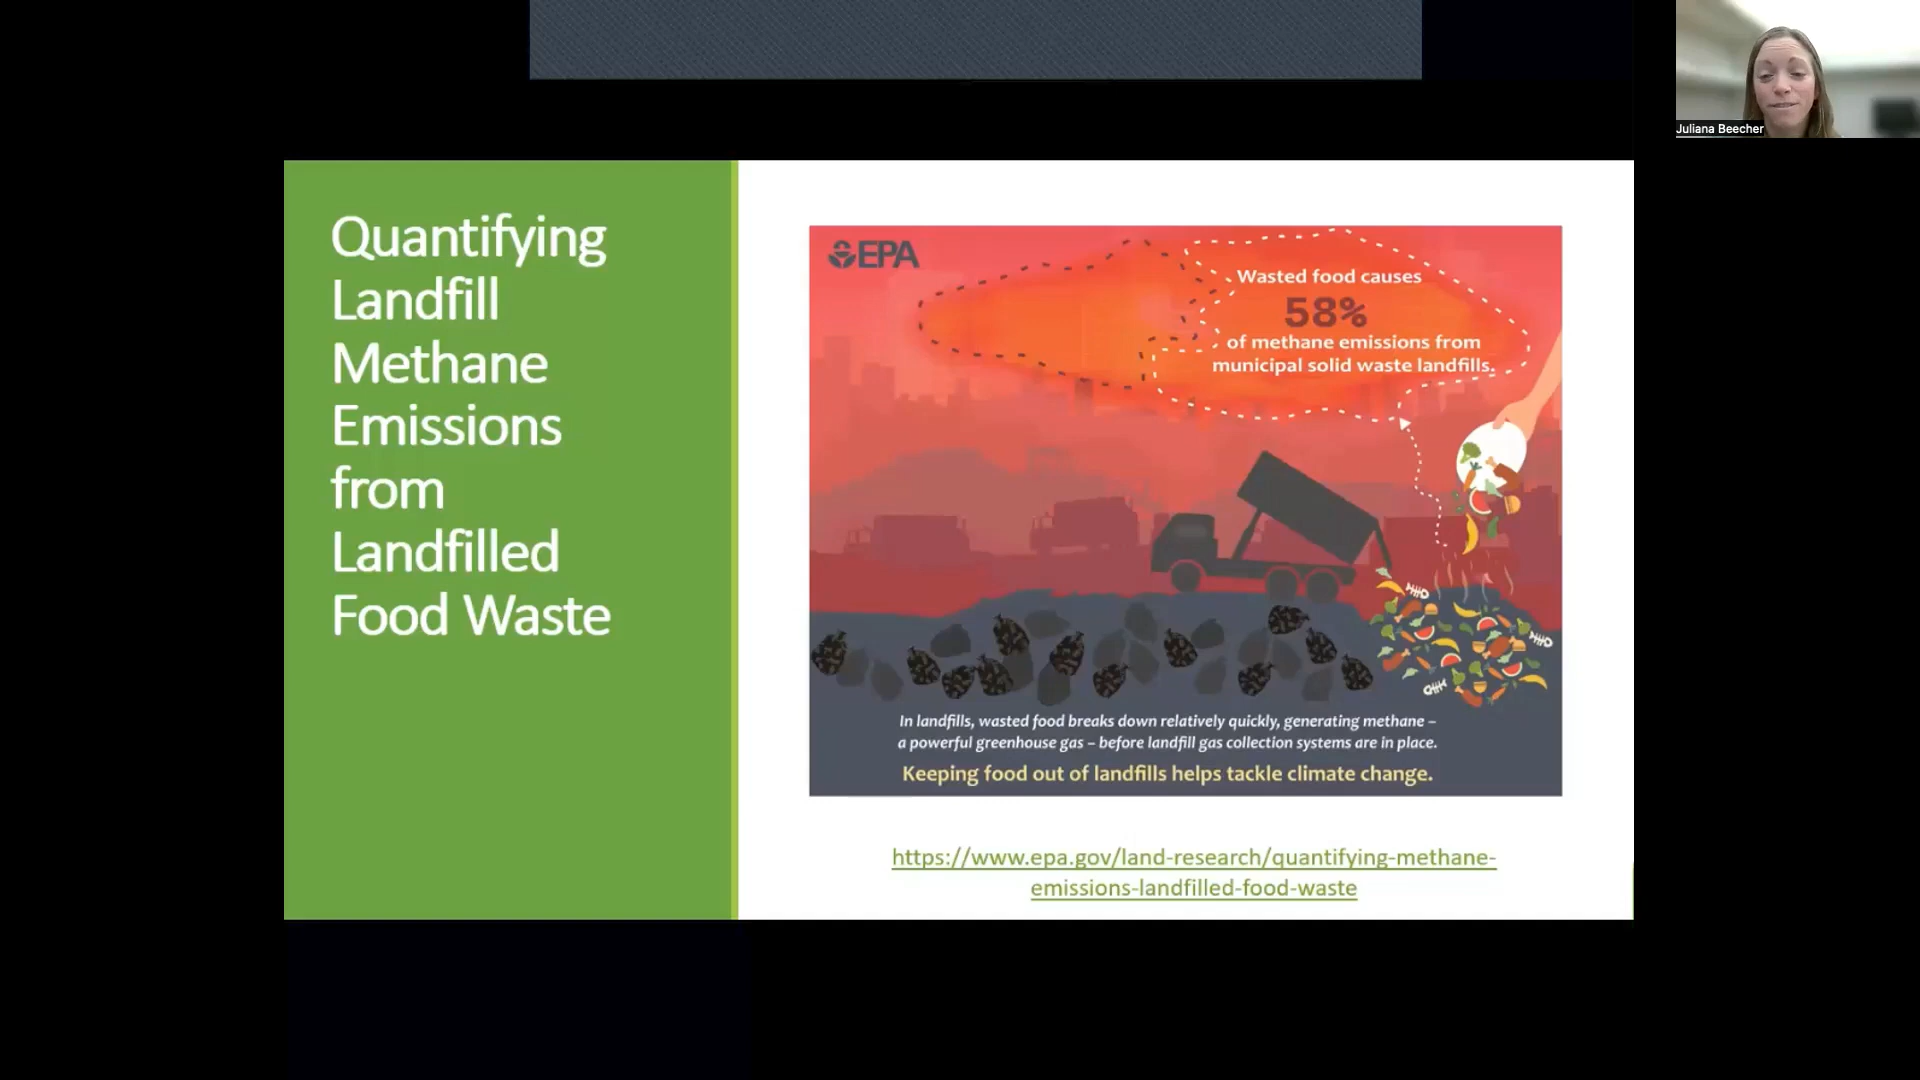 Juliana Beecher
Quantifying
Landfill
Methane
Emissions
from
Landfilled
Food Waste
EPA
Wasted food causes
58%
of methane emissions from
municipal solid waste landfills.
In landfills, wasted food breaks down relatively quickly, generating methane –
a powerful greenhouse gas – before landfill gas collection systems are in place.
Keeping food out of landfills helps tackle climate change.
https://www.epa.gov/land-research/quantifying-methane-
emissions-landfilled-food-waste